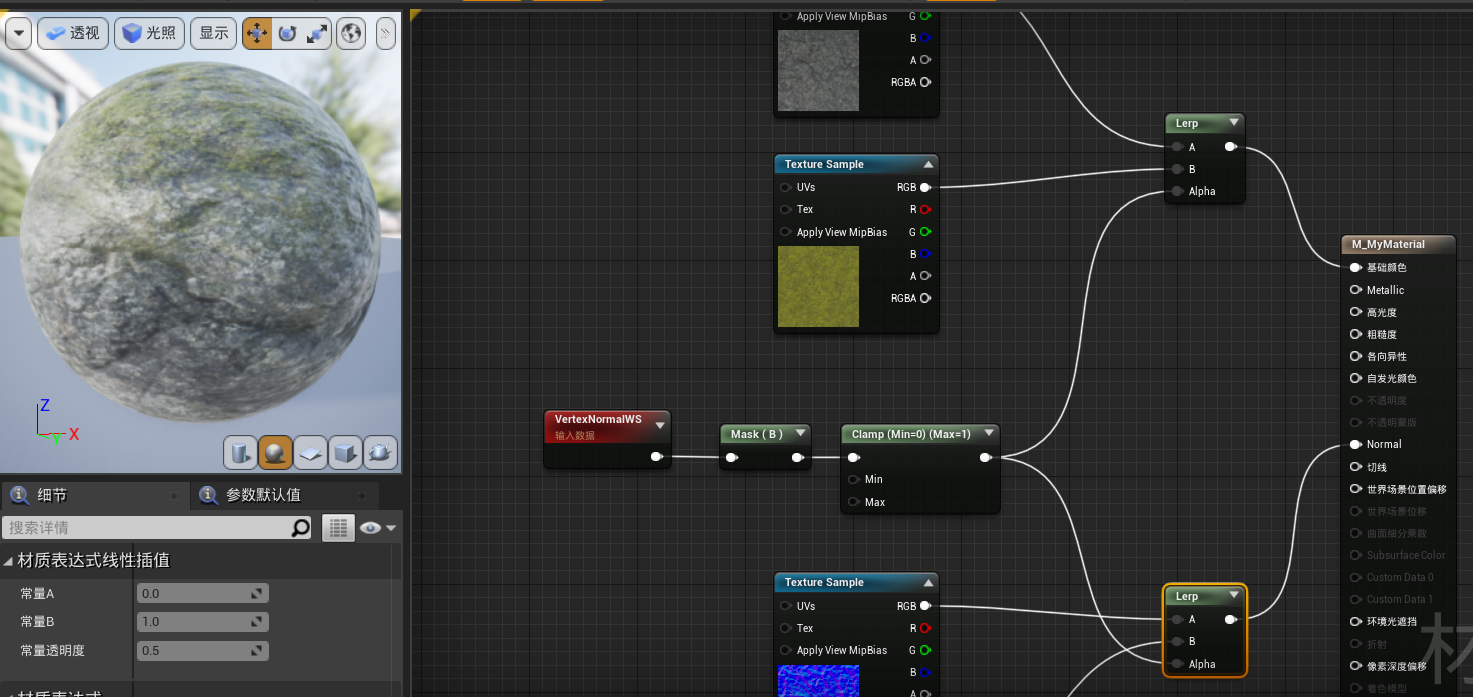 透视
光照
显示
Z
Y
X
细节
参数默认值
搜索详情
材质表达式线性插值
常量A
0.0
常量B
1.0
常量透明度
0.5
材质表达式
Apply View MipBias
G
B
A
RGBA
Texture Sample
UVs
RGB
Tex
R
Apply View MipBias
G
B
A
RGBA
VertexNormalWS
输入数据
Mask ( B )
Clamp (Min=0) (Max=1)
Min
Max
Texture Sample
UVs
RGB
Tex
R
Apply View MipBias
G
B
A
Lerp
A
B
Alpha
Lerp
A
B
Alpha
M_MyMaterial
基础颜色
Metallic
高光度
粗糙度
各向异性
自发光颜色
不透明度
不透明蒙版
Normal
切线
世界场景位置偏移
世界场景位移
曲面细分乘数
Subsurface Color
Custom Data 0
Custom Data 1
环境光遮挡
折射
像素深度偏移
着色模型
材